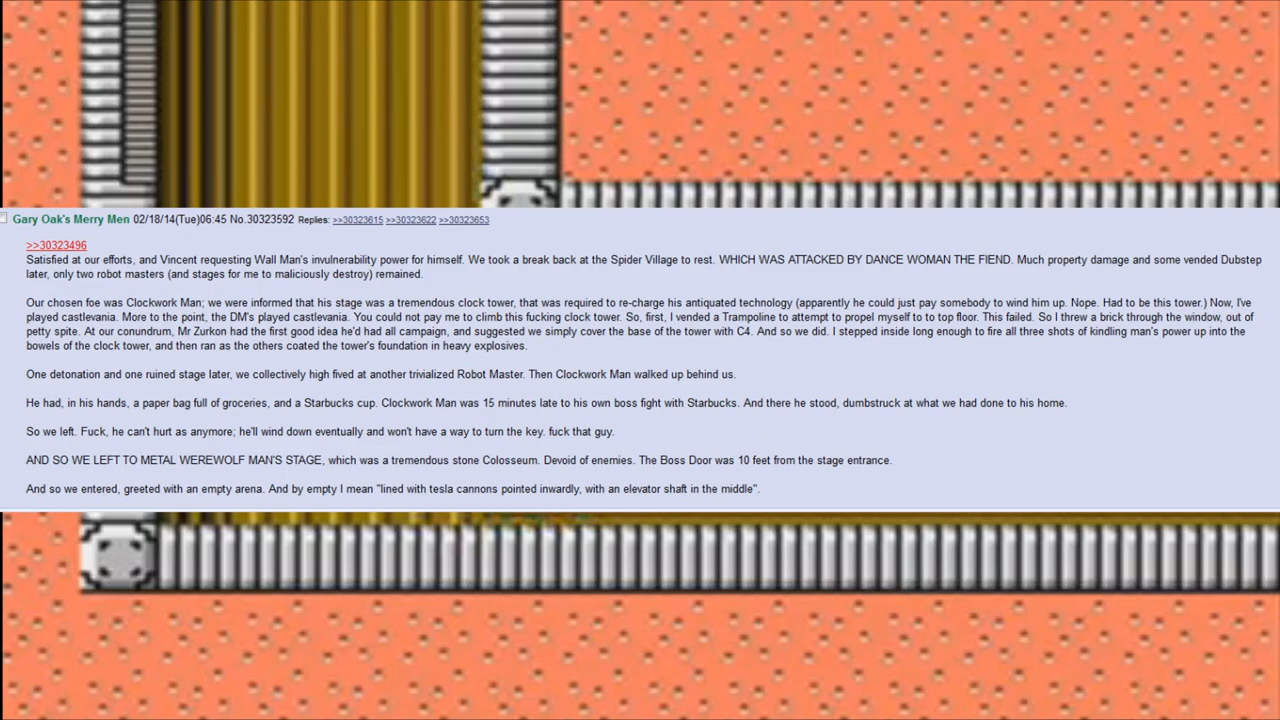 Gary Oak's Merry Men 02/18/14(Tue)06:45 No.30323592 Replies: >>30323615 >>30323622 >>30323653
>>30323496
Satisfied at our efforts, and Vincent requesting Wall Man's invulnerability power for himself. We took a break back at the Spider Village to rest. WHICH WAS ATTACKED BY DANCE WOMAN THE FIEND. Much property damage and some vended Dubstep
later, only two robot masters (and stages for me to maliciously destroy) remained.
Our chosen foe was Clockwork Man; we were informed that his stage was a tremendous clock tower, that was required to re-charge his antiquated technology (apparently he could just pay somebody to wind him up. Nope. Had to be this tower.) Now, I've
played castlevania. More to the point, the DM's played castlevania. You could not pay me to climb this fucking clock tower. So, first, I vended a Trampoline to attempt to propel myself to to top floor. This failed. So I threw a brick through the window, out of
petty spite. At our conundrum, Mr Zurkon had the first good idea he'd had all campaign, and suggested we simply cover the base of the tower with C4. And so we did. I stepped inside long enough to fire all three shots of kindling man's power up into the
bowels of the clock tower, and then ran as the others coated the tower's foundation in heavy explosives.
One detonation and one ruined stage later, we collectively high fived at another trivialized Robot Master. Then Clockwork Man walked up behind us.
He had, in his hands, a paper bag full of groceries, and a Starbucks cup. Clockwork Man was 15 minutes late to his own boss fight with Starbucks. And there he stood, dumbstruck at what we had done to his home.
So we left. Fuck, he can't hurt as anymore; he'll wind down eventually and won't have a way to turn the key. fuck that guy.
AND SO WE LEFT TO METAL WEREWOLF MAN'S STAGE, which was a tremendous stone Colosseum. Devoid of enemies. The Boss Door was 10 feet from the stage entrance.
And so we entered, greeted with an empty arena. And by empty I mean "lined with tesla cannons pointed inwardly, with an elevator shaft in the middle".